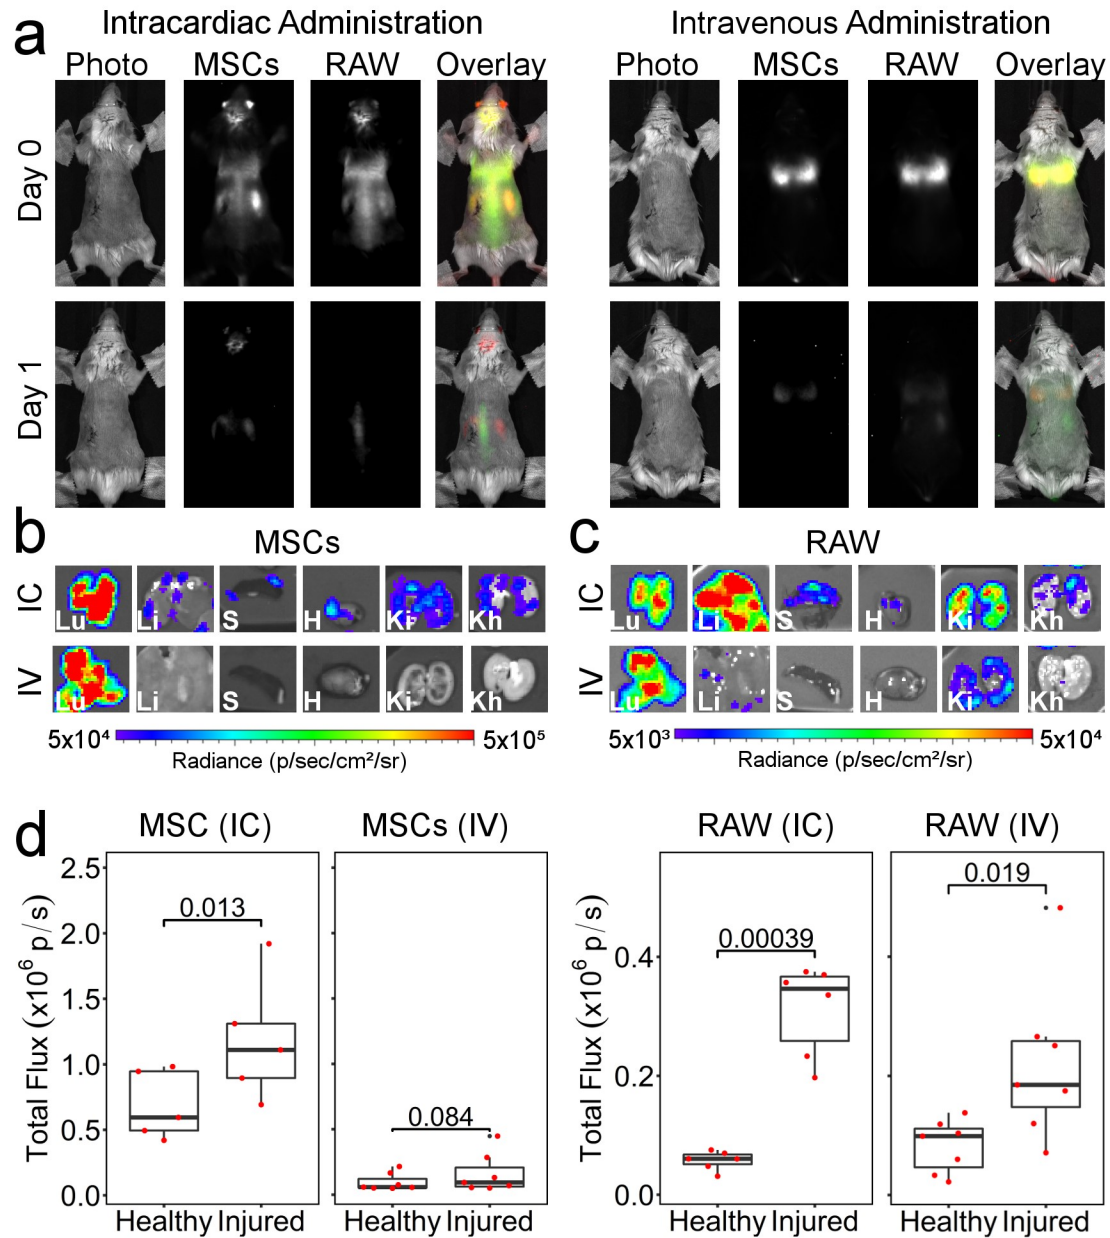 a
Intracardiac Administration
Intravenous Administration
Photo MSCs RAW Overlay
Photo MSCs RAW Overlay
Day 0
Day 1
b
MSCs
IC
Lu Li S H Ki Kh
IV
Lu Li S H Ki Kh
5x10⁴ 5x10⁵
Radiance (p/sec/cm²/sr)
c
RAW
IC
Lu Li S H Ki Kh
IV
Lu Li S H Ki Kh
5x10³ 5x10⁴
Radiance (p/sec/cm²/sr)
d
MSC (IC) MSCs (IV)
Total Flux (x10⁶ p/s)
2.5
2.0
1.5
1.0
0.5
0.0
0.013
0.084
Healthy Injured Healthy Injured
RAW (IC) RAW (IV)
Total Flux (x10⁶ p/s)
0.4
0.2
0.0
0.00039
0.019
Healthy Injured Healthy Injured